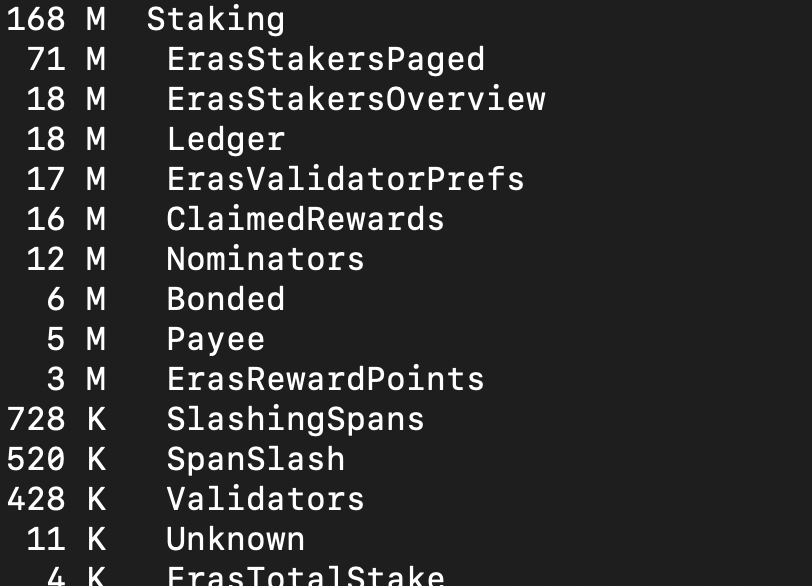 168 M Staking
71 M ErasStakersPaged
18 M ErasStakersOverview
18 M Ledger
17 M ErasValidatorPrefs
16 M ClaimedRewards
12 M Nominators
6 M Bonded
5 M Payee
3 M ErasRewardPoints
728 K SlashingSpans
520 K SpanSlash
428 K Validators
11 K Unknown
4 K ErasTotalStake